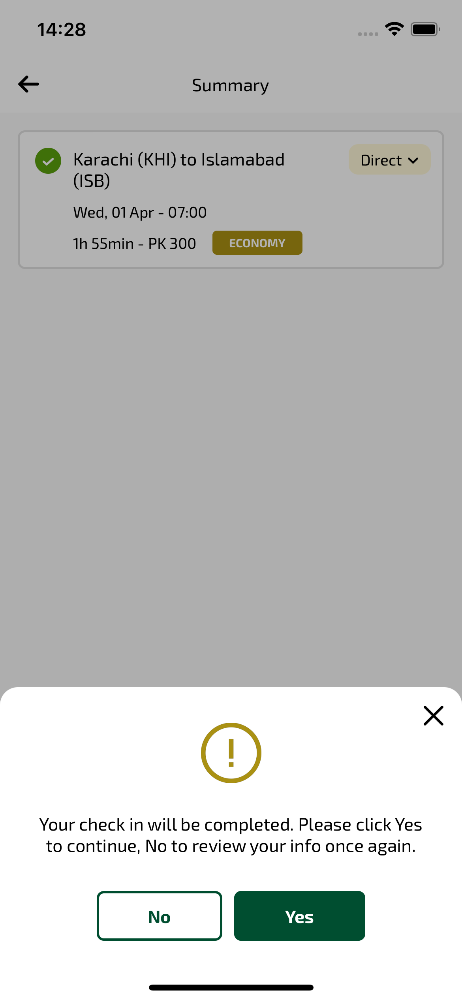 14:28
Summary
Karachi (KHI) to Islamabad
(ISB)
Direct
Wed, 01 Apr - 07:00
1h 55min - PK 300
ECONOMY
Your check in will be completed. Please click Yes
to continue, No to review your info once again.
No
Yes